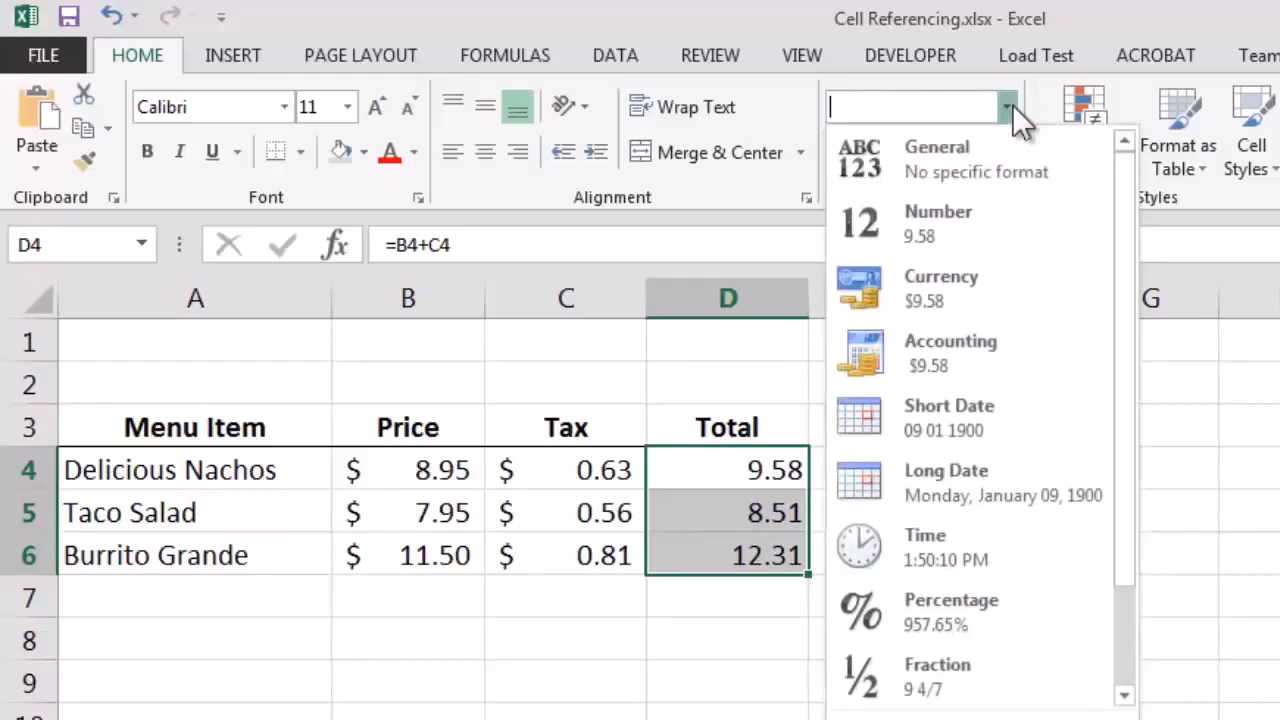 Cell Referencing.xlsx - Excel
FILE HOME INSERT PAGE LAYOUT FORMULAS DATA REVIEW VIEW DEVELOPER Load Test ACROBAT Team
Calibri 11 Wrap Text
Paste B I U A Merge & Center Format as Table Cell Styles
Clipboard Font Alignment Styles
D4 fx =B4+C4
A B C D G
1
2
3 Menu Item Price Tax Total
4 Delicious Nachos $ 8.95 $ 0.63 9.58
5 Taco Salad $ 7.95 $ 0.56 8.51
6 Burrito Grande $ 11.50 $ 0.81 12.31
7
8
9
10
ABC 123 General
No specific format
12 Number
9.58
Currency
$9.58
Accounting
$9.58
Short Date
09 01 1900
Long Date
Monday, January 09, 1900
Time
1:50:10 PM
% Percentage
957.65%
½ Fraction
9 4/7